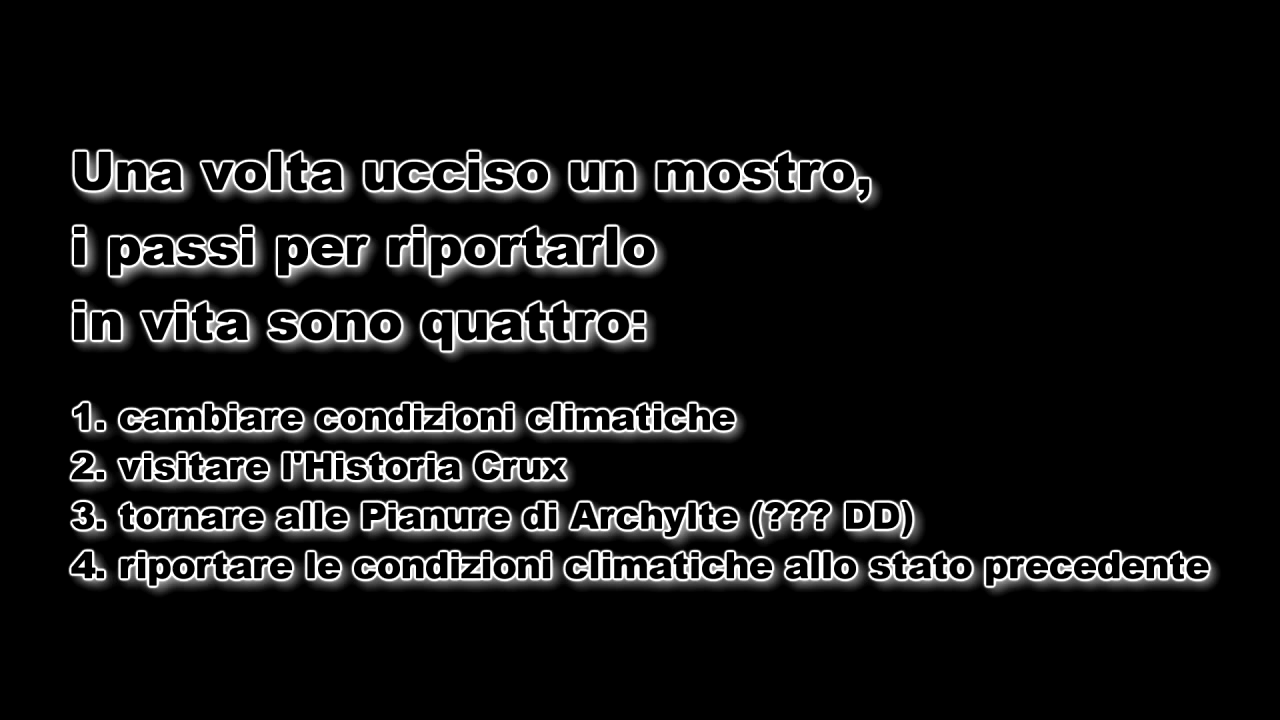 Una volta ucciso un mostro,
i passi per riportarlo
in vita sono quattro:
1. cambiare condizioni climatiche
2. visitare l'Historia Crux
3. tornare alle Pianure di Archylte (??? DD)
4. riportare le condizioni climatiche allo stato precedente